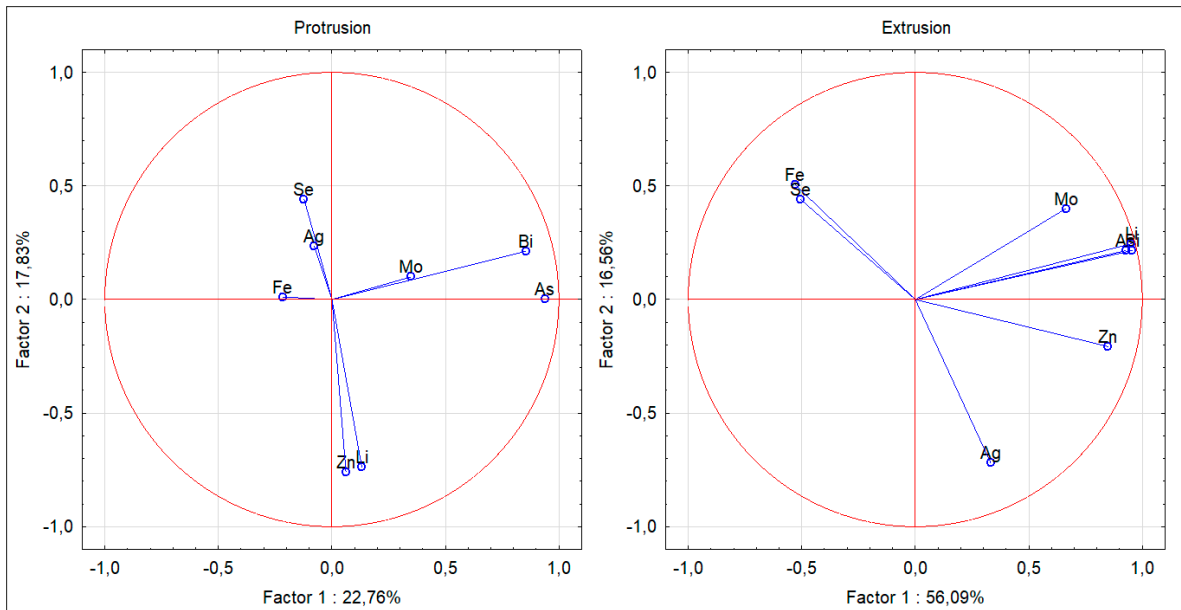 Protrusion
1,0
0,5
0,0
-0,5
-1,0
Factor 2 : 17,83%
Se
Ag
Bi
Mo
Fe
As
Zn
Li
-1,0
-0,5
0,0
0,5
1,0
Factor 1 : 22,76%
Extrusion
1,0
0,5
0,0
-0,5
-1,0
Factor 2 : 16,56%
Fe
Se
Mo
Zn
Ag
-1,0
-0,5
0,0
0,5
1,0
Factor 1 : 56,09%